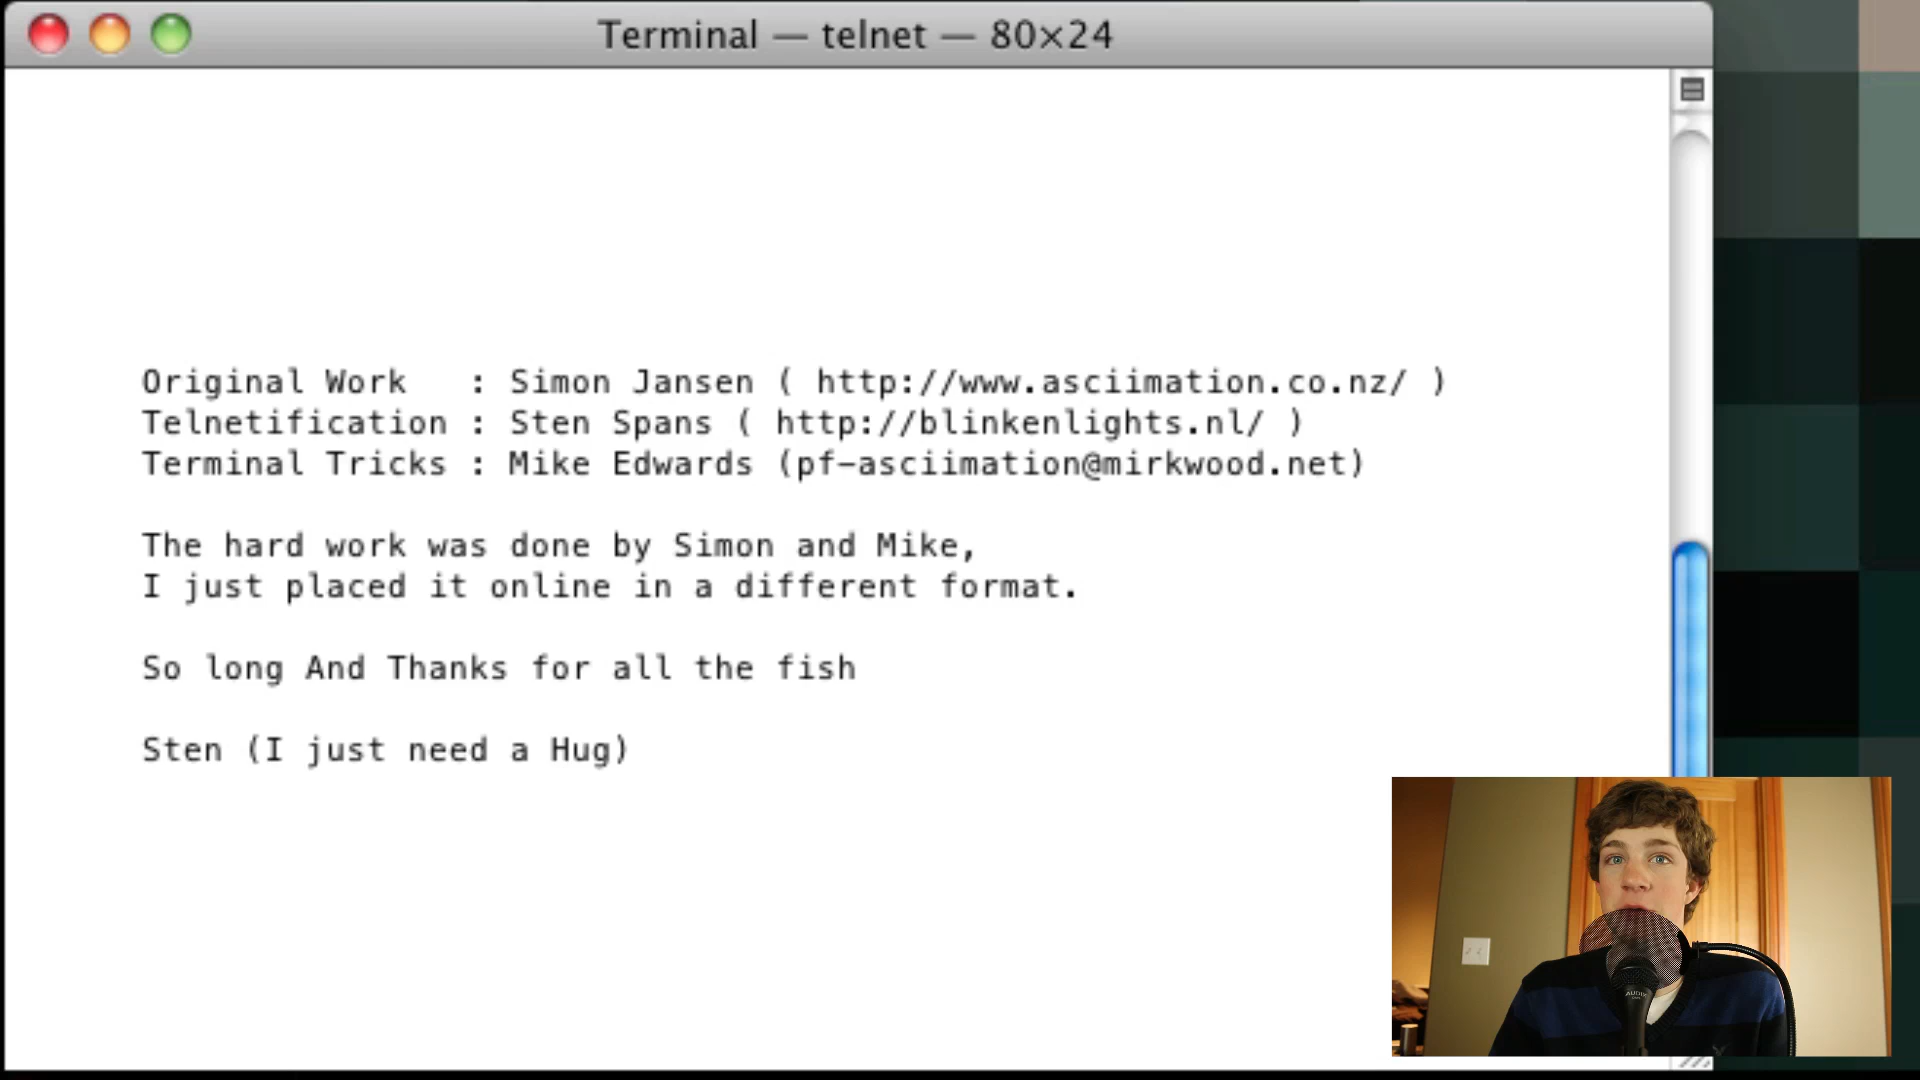 Terminal — telnet — 80×24
Original Work   : Simon Jansen ( http://www.asciimation.co.nz/ )
Telnetification : Sten Spans ( http://blinkenlights.nl/ )
Terminal Tricks : Mike Edwards (pf-asciimation@mirkwood.net)
The hard work was done by Simon and Mike,
I just placed it online in a different format.
So long And Thanks for all the fish
Sten (I just need a Hug)
AUDIX